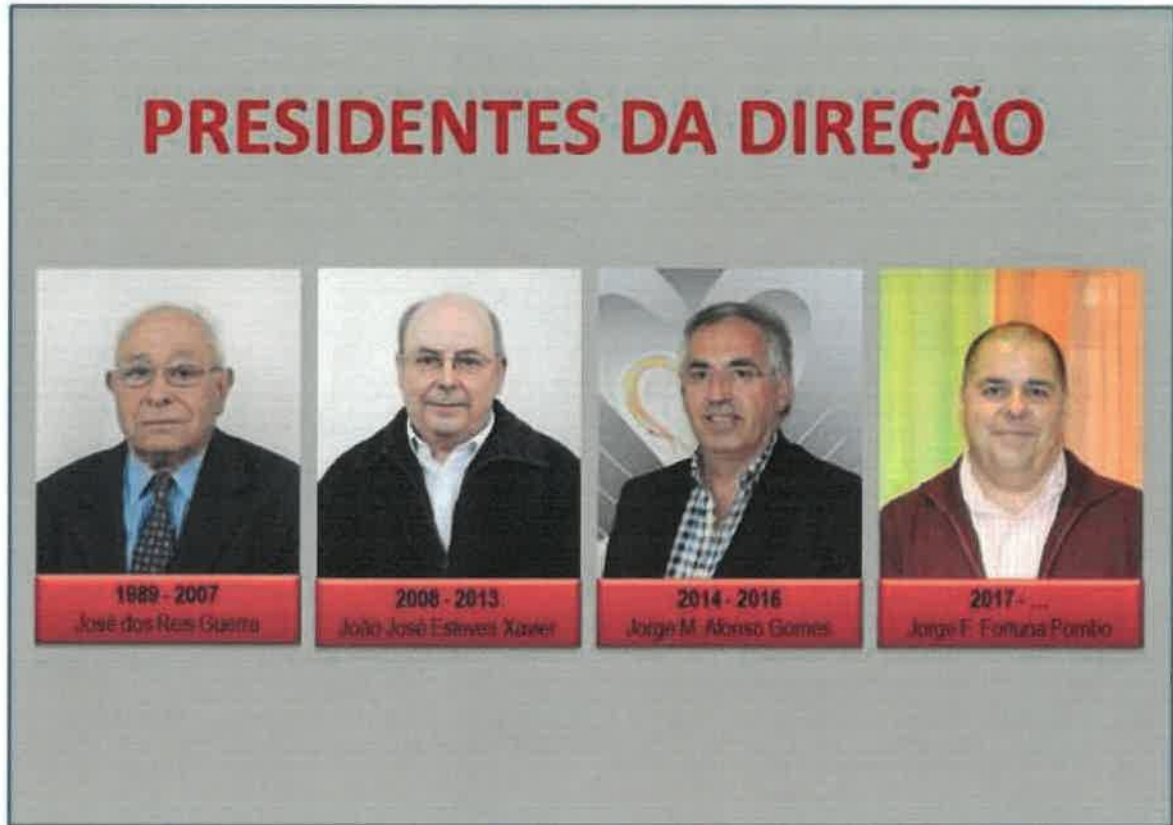 PRESIDENTES DA DIREÇÃO
1989 - 2007
José dos Reis Guerra
2008 - 2013
João José Esteves Xavier
2014 - 2016
Jorge M. Afonso Gomes
2017 - ...
Jorge F. Fortuna Pombo